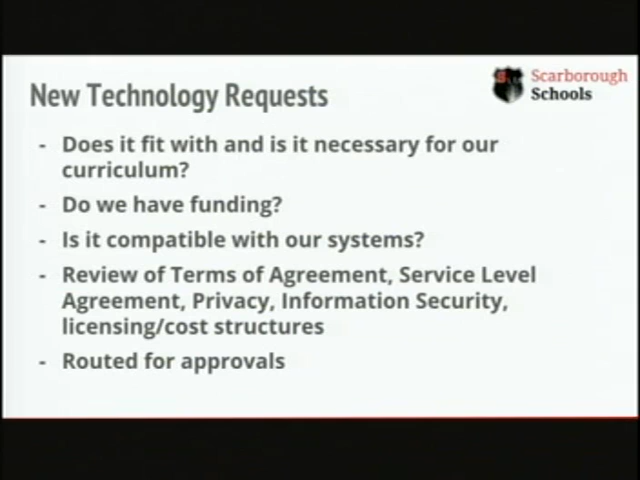 New Technology Requests
Scarborough
Schools
- Does it fit with and is it necessary for our
curriculum?
- Do we have funding?
- Is it compatible with our systems?
- Review of Terms of Agreement, Service Level
Agreement, Privacy, Information Security,
licensing/cost structures
- Routed for approvals